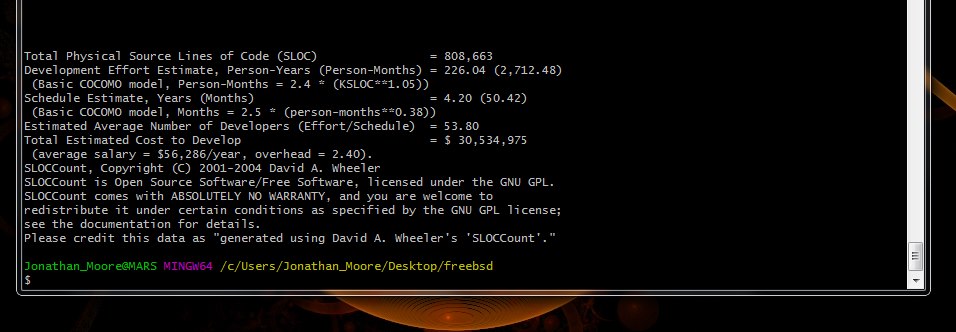 Total Physical Source Lines of Code (SLOC) = 808,663
Development Effort Estimate, Person-Years (Person-Months) = 226.04 (2,712.48)
(Basic COCOMO model, Person-Months = 2.4 * (KSLOC**1.05))
Schedule Estimate, Years (Months) = 4.20 (50.42)
(Basic COCOMO model, Months = 2.5 * (person-months**0.38))
Estimated Average Number of Developers (Effort/Schedule) = 53.80
Total Estimated Cost to Develop = $ 30,534,975
(average salary = $56,286/year, overhead = 2.40).
SLOCCount, Copyright (C) 2001-2004 David A. Wheeler
SLOCCount is Open Source Software/Free Software, licensed under the GNU GPL.
SLOCCount comes with ABSOLUTELY NO WARRANTY, and you are welcome to
redistribute it under certain conditions as specified by the GNU GPL license;
see the documentation for details.
Please credit this data as "generated using David A. Wheeler's 'SLOCCount'."
Jonathan_Moore@MARS MINGW64 /c/Users/Jonathan_Moore/Desktop/freebsd
$